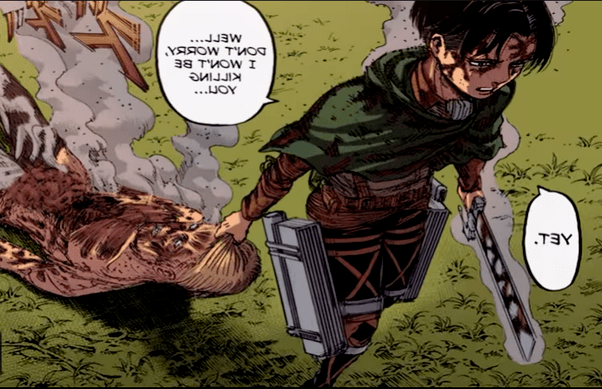 WELL...
DON'T WORRY,
I WON'T BE
KILLING
YOU...
YET.